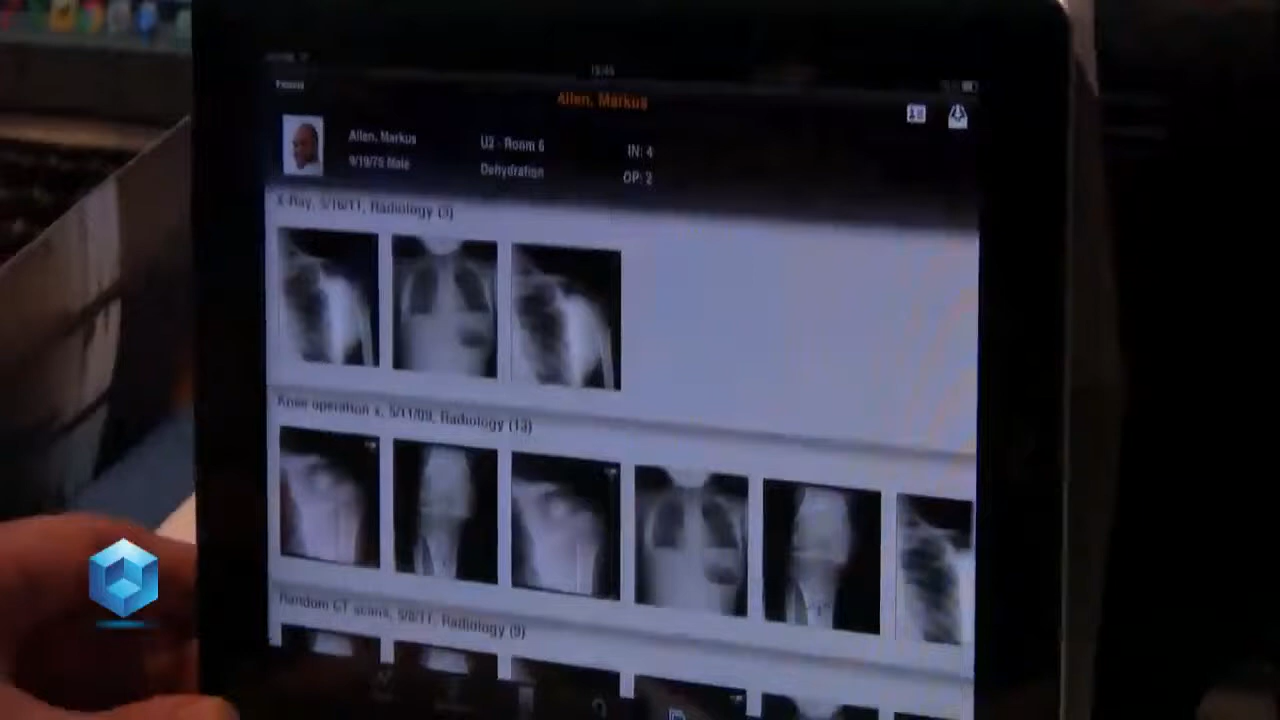 Allen, Markus
Allen, Markus
9/19/75 Male
U2 - Room 6
Dehydration
IN: 4
OP: 2
X-Ray, 5/16/11, Radiology (3)
Knee operation x, 5/11/09, Radiology (13)
Random CT scans, 5/8/11, Radiology (9)